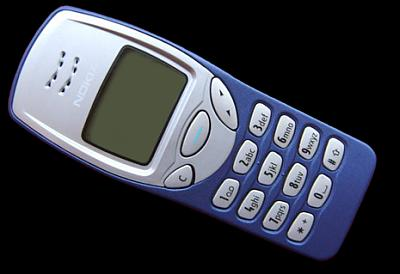 NOKIA
C
1 2abc 3def
4ghi 5jkl 6mno
7pqrs 8tuv 9wxyz
*+ 0 #